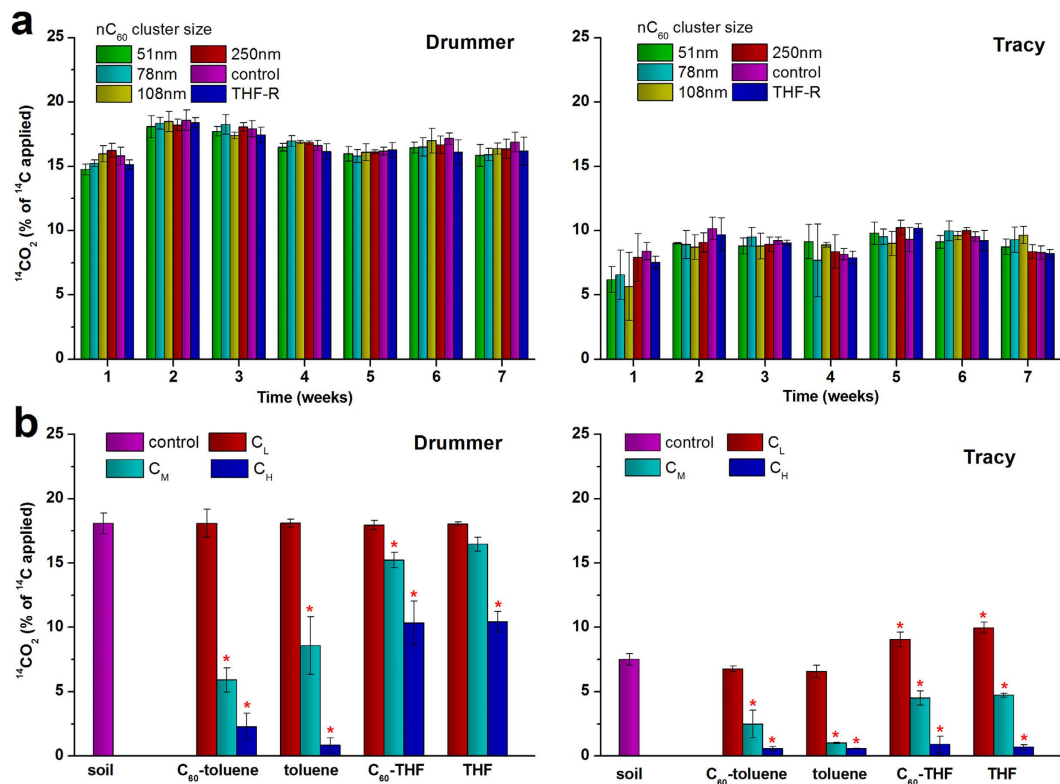 a
nC60 cluster size
51nm 250nm
78nm control
108nm THF-R
Drummer
25
20
15
10
5
0
14CO2 (% of 14C applied)
1 2 3 4 5 6 7
Time (weeks)
nC60 cluster size
51nm 250nm
78nm control
108nm THF-R
Tracy
25
20
15
10
5
0
1 2 3 4 5 6 7
Time (weeks)
b
control CL
CM CH
Drummer
25
20
15
10
5
0
14CO2 (% of 14C applied)
* * * * * * *
soil C60-toluene toluene C60-THF THF
control CL
CM CH
Tracy
25
20
15
10
5
0
* * * * * * * * * *
soil C60-toluene toluene C60-THF THF